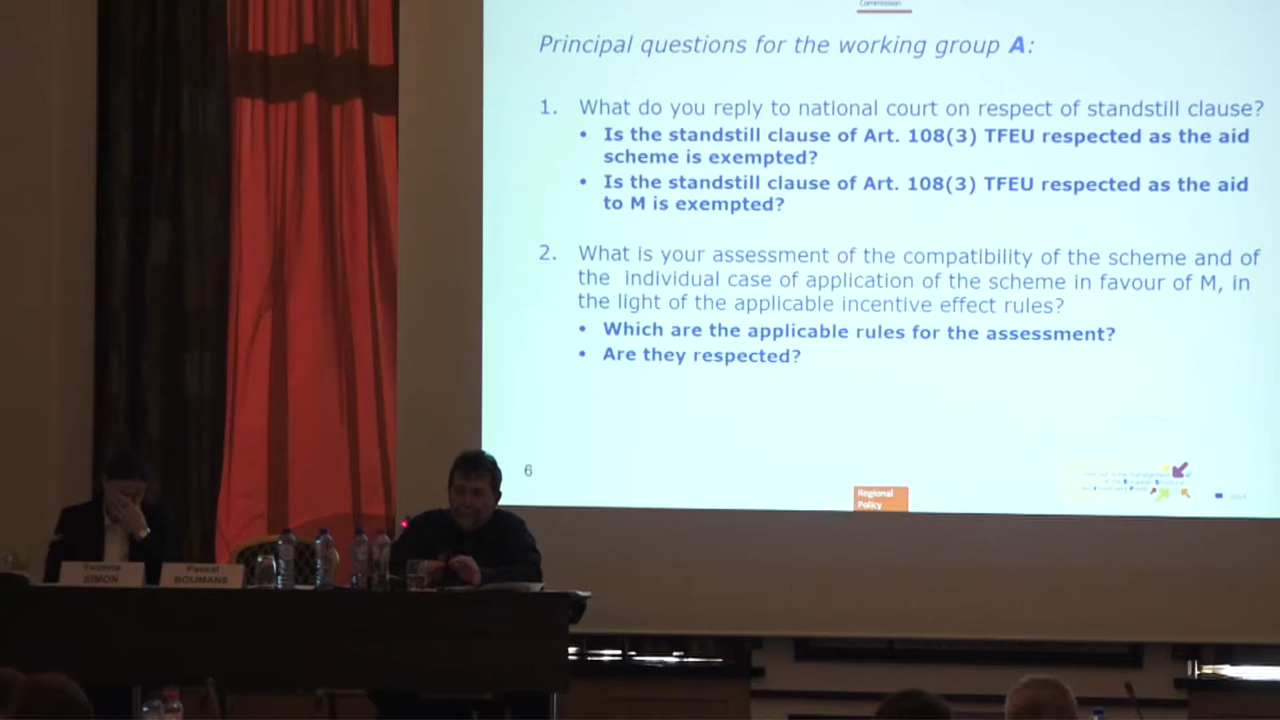 Commission
Principal questions for the working group A:
1. What do you reply to national court on respect of standstill clause?
• Is the standstill clause of Art. 108(3) TFEU respected as the aid
scheme is exempted?
• Is the standstill clause of Art. 108(3) TFEU respected as the aid
to M is exempted?
2. What is your assessment of the compatibility of the scheme and of
the individual case of application of the scheme in favour of M, in
the light of the applicable incentive effect rules?
• Which are the applicable rules for the assessment?
• Are they respected?
6
Regional
Policy
SIMON
Pascal
BOIJMANS